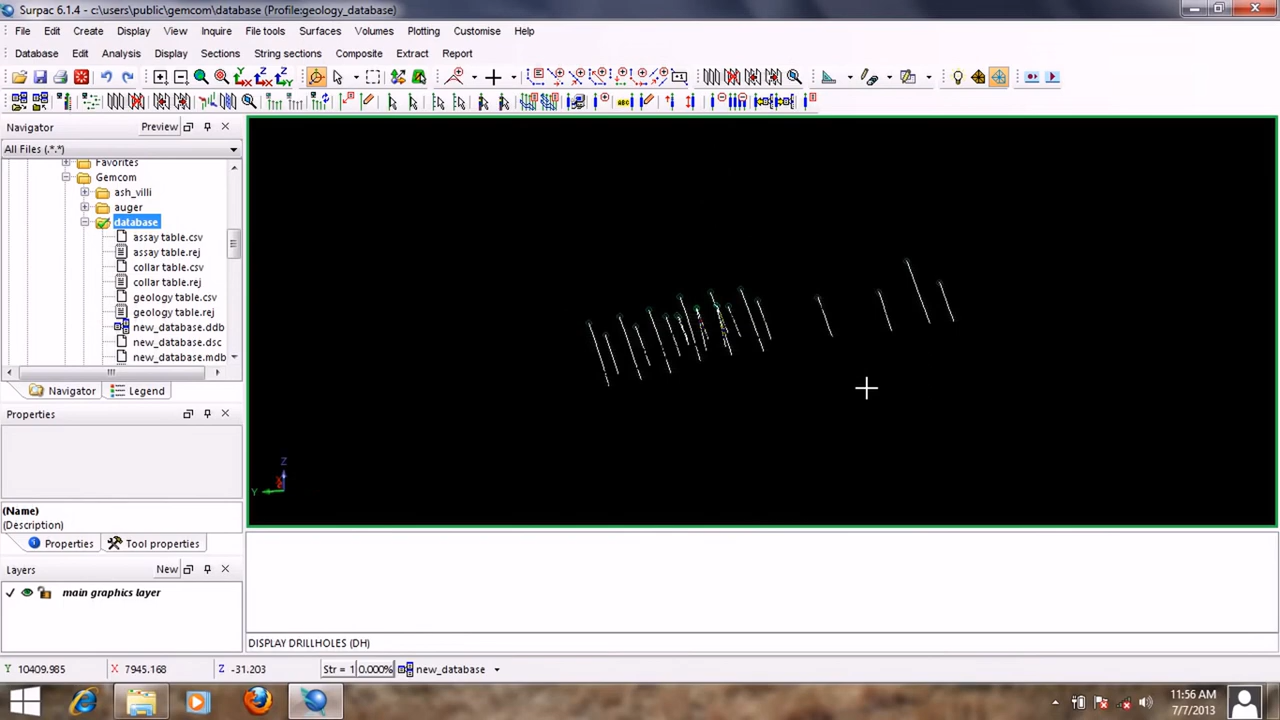 Surpac 6.1.4 - c:\users\public\gemcom\database (Profile:geology_database)
File Edit Create Display View Inquire File tools Surfaces Volumes Plotting Customise Help
Database Edit Analysis Display Sections String sections Composite Extract Report
Navigator Preview
All Files (*.*)
Favorites
Gemcom
ash_villi
auger
database
assay table.csv
assay table.rej
collar table.csv
collar table.rej
geology table.csv
geology table.rej
new_database.ddb
new_database.dsc
new_database.mdb
Navigator Legend
Properties
(Name)
(Description)
Properties Tool properties
Layers New
main graphics layer
Z
X
Y
DISPLAY DRILLHOLES (DH)
Y 10409.985 X 7945.168 Z -31.203 Str = 1 0.000% new_database
11:56 AM
7/7/2013